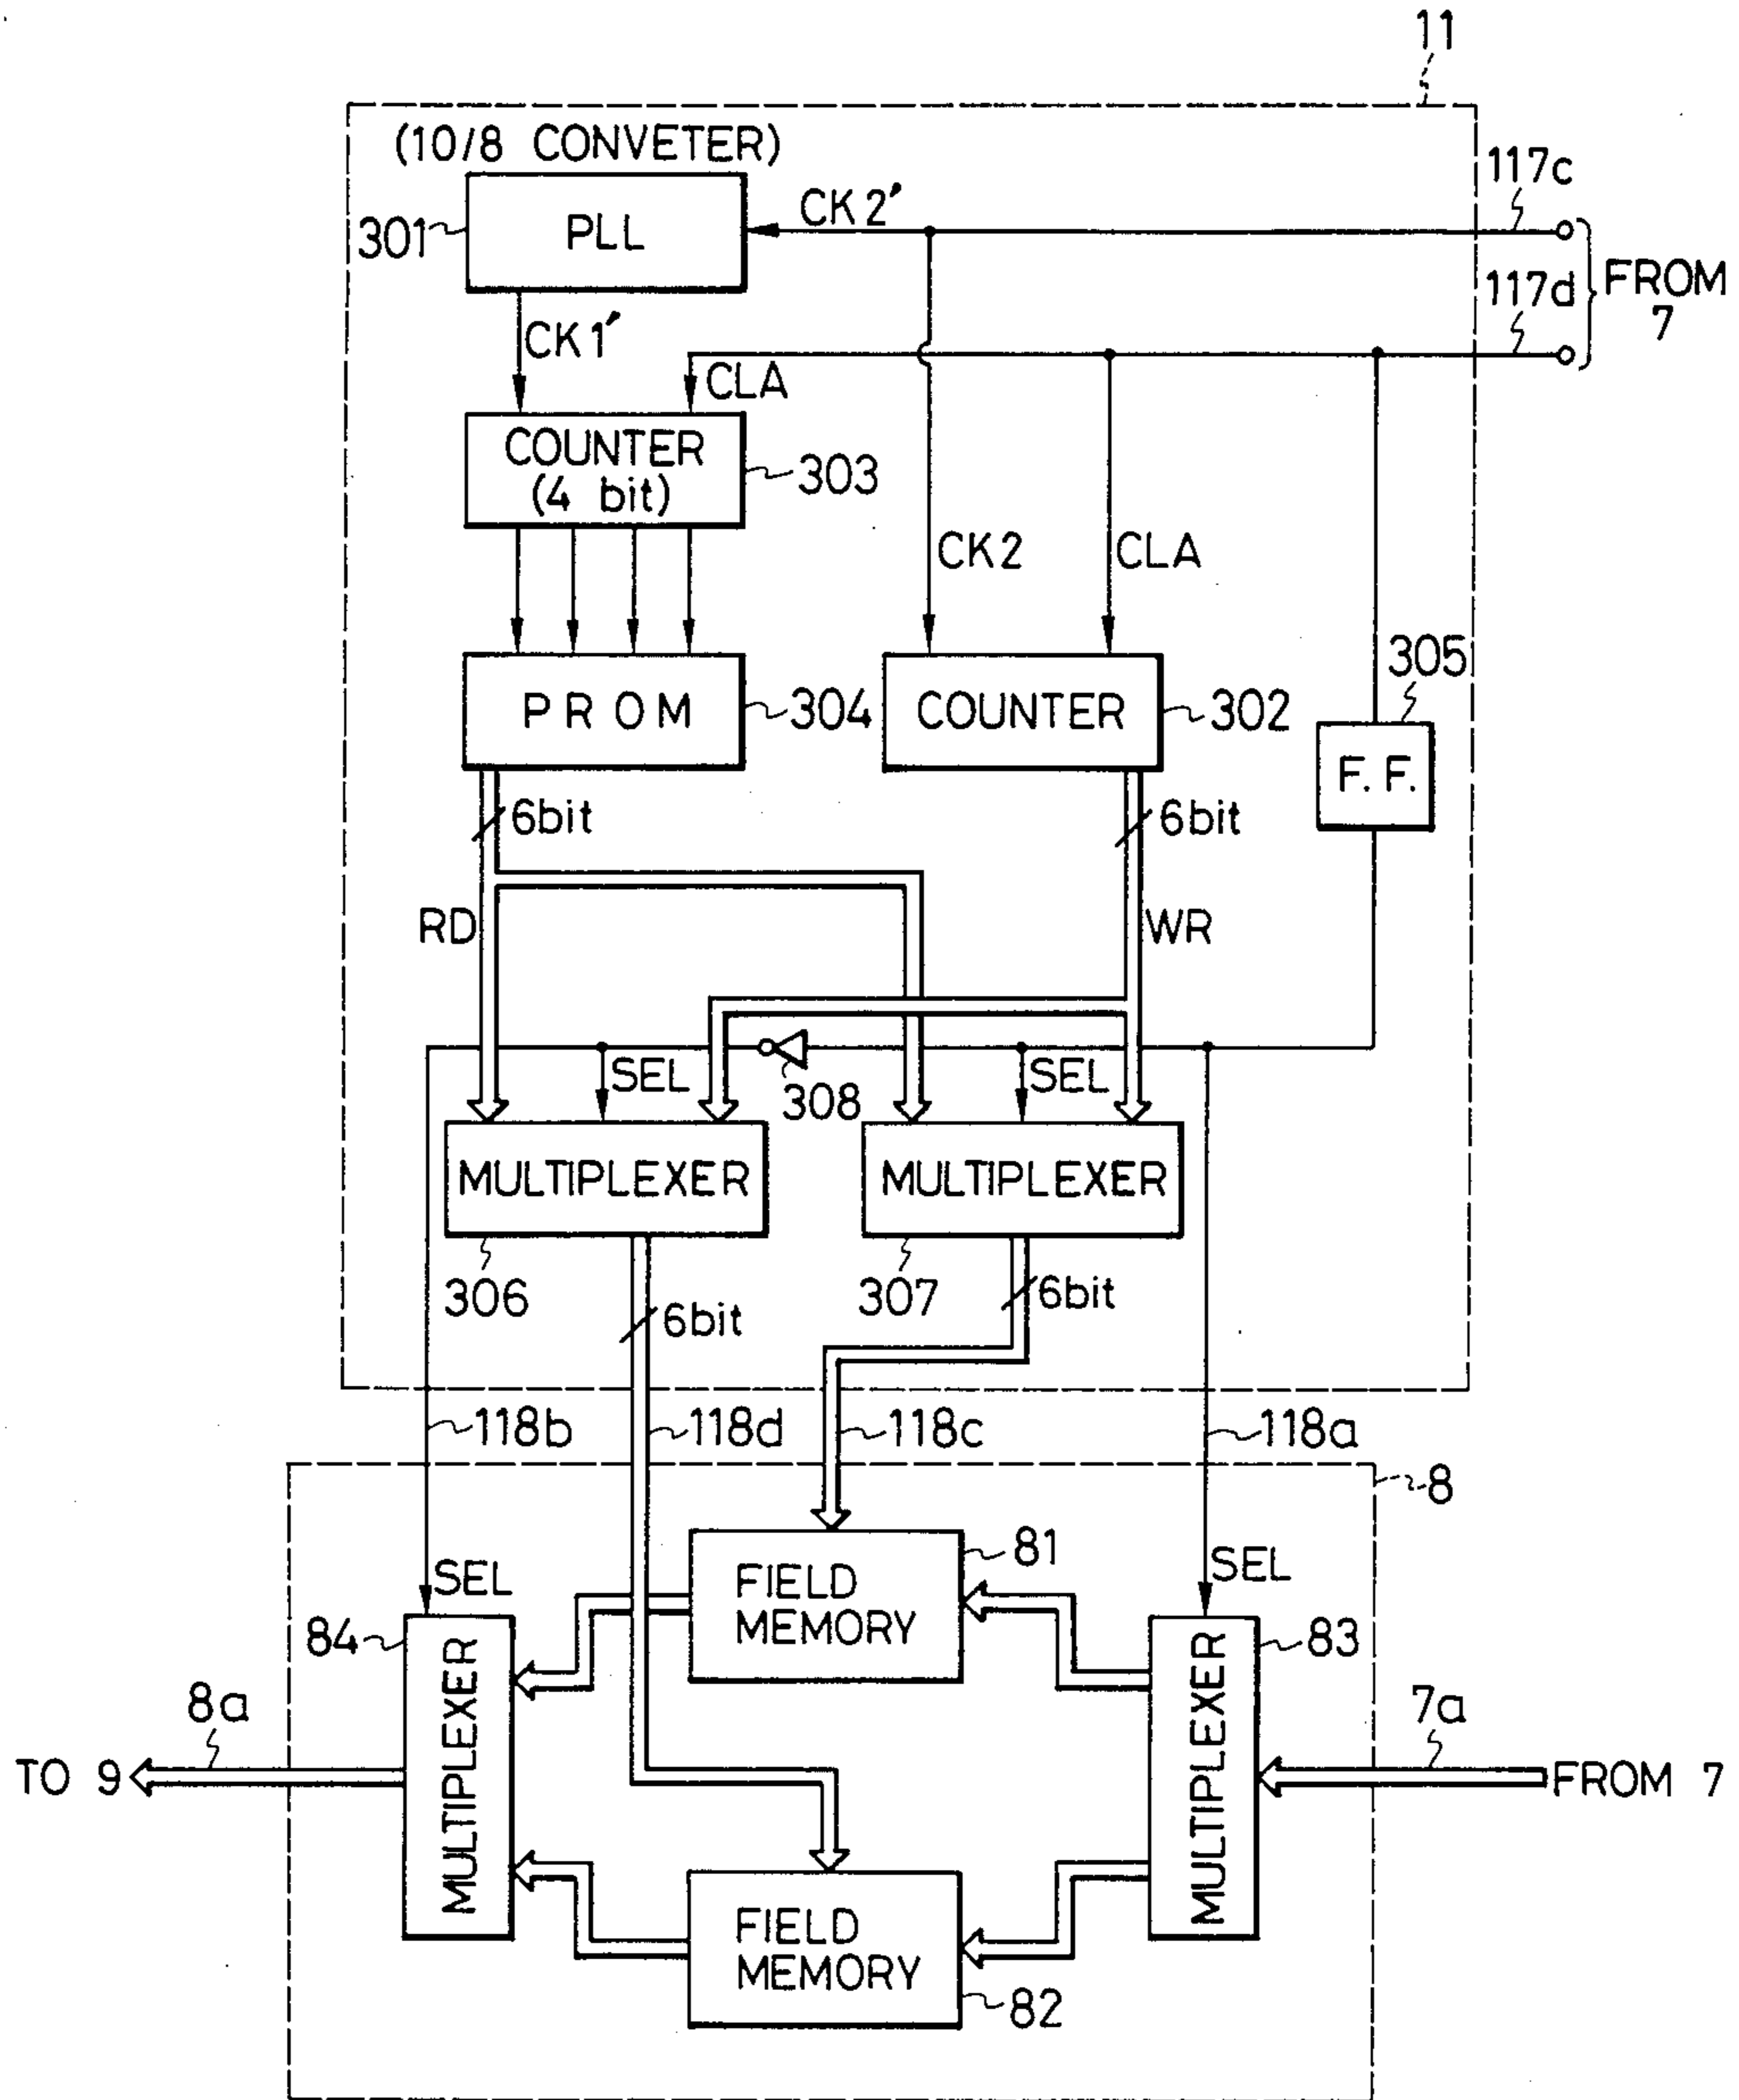 11
(10/8 CONVETER)
117c
CK2'
PLL
301
117d
FROM
7
CK1'
CLA
COUNTER
(4 bit)
303
CK2
CLA
305
PROM
304
COUNTER
302
F.F.
6bit
6bit
RD
WR
SEL
308
SEL
MULTIPLEXER
MULTIPLEXER
306
307
6bit
6bit
118b
118d
118c
118a
8
81
SEL
FIELD
MEMORY
SEL
84
83
MULTIPLEXER
MULTIPLEXER
8a
7a
TO 9
FROM 7
FIELD
MEMORY
82